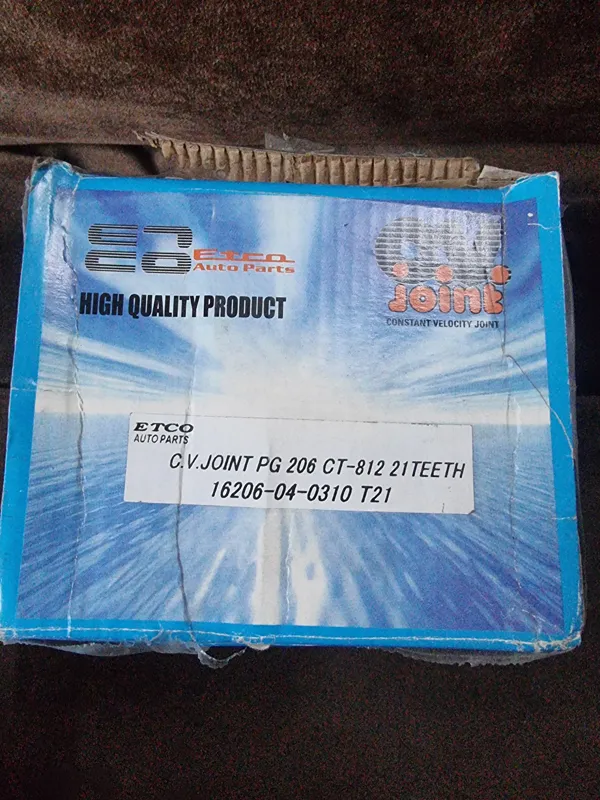 Etco
Auto Parts
HIGH QUALITY PRODUCT
CV
joint
CONSTANT VELOCITY JOINT
ETCO
AUTO PARTS
C.V.JOINT PG 206 CT-812 21TEETH
16206-04-0310 T21